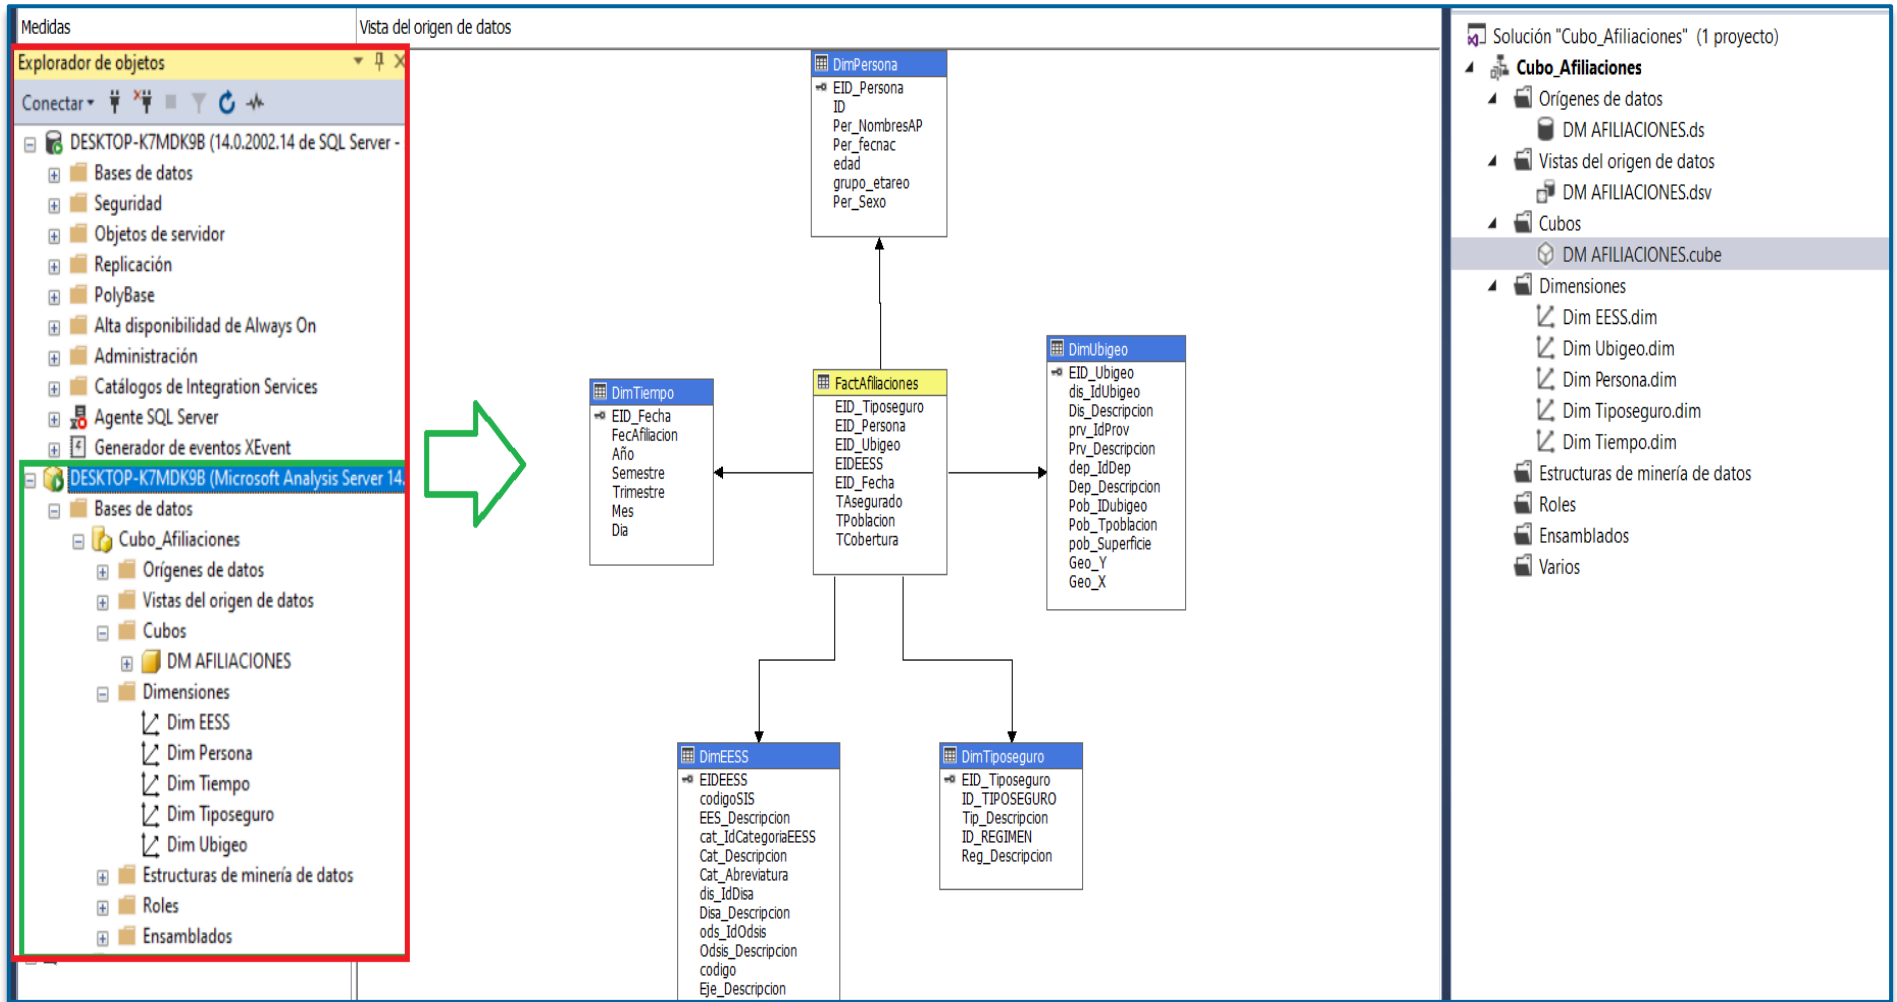 Medidas
Vista del origen de datos
Explorador de objetos
Conectar
DESKTOP-K7MDK9B (14.0.2002.14 de SQL Server -
Bases de datos
Seguridad
Objetos de servidor
Replicación
PolyBase
Alta disponibilidad de Always On
Administración
Catálogos de Integration Services
Agente SQL Server
Generador de eventos XEvent
DESKTOP-K7MDK9B (Microsoft Analysis Server 14.
Bases de datos
Cubo_Afiliaciones
Orígenes de datos
Vistas del origen de datos
Cubos
DM AFILIACIONES
Dimensiones
Dim EESS
Dim Persona
Dim Tiempo
Dim Tiposeguro
Dim Ubigeo
Estructuras de minería de datos
Roles
Ensamblados
DimPersona
EID_Persona
ID
Per_NombresAP
Per_fecnac
edad
grupo_etareo
Per_Sexo
DimTiempo
EID_Fecha
FecAfiliacion
Año
Semestre
Trimestre
Mes
Dia
FactAfiliaciones
EID_Tiposeguro
EID_Persona
EID_Ubigeo
EIDEESS
EID_Fecha
TAsegurado
TPoblacion
TCobertura
DimUbigeo
EID_Ubigeo
dis_IdUbigeo
Dis_Descripcion
prv_IdProv
Prv_Descripcion
dep_IdDep
Dep_Descripcion
Pob_IDubigeo
Pob_Tpoblacion
pob_Superficie
Geo_Y
Geo_X
DimEESS
EIDEESS
codigoSIS
EES_Descripcion
cat_IdCategoriaEESS
Cat_Descripcion
Cat_Abreviatura
dis_IdDisa
Disa_Descripcion
ods_IdOdsis
Odsis_Descripcion
codigo
Eje_Descripcion
DimTiposeguro
EID_Tiposeguro
ID_TIPOSEGURO
Tip_Descripcion
ID_REGIMEN
Reg_Descripcion
Solución "Cubo_Afiliaciones" (1 proyecto)
Cubo_Afiliaciones
Orígenes de datos
DM AFILIACIONES.ds
Vistas del origen de datos
DM AFILIACIONES.dsv
Cubos
DM AFILIACIONES.cube
Dimensiones
Dim EESS.dim
Dim Ubigeo.dim
Dim Persona.dim
Dim Tiposeguro.dim
Dim Tiempo.dim
Estructuras de minería de datos
Roles
Ensamblados
Varios